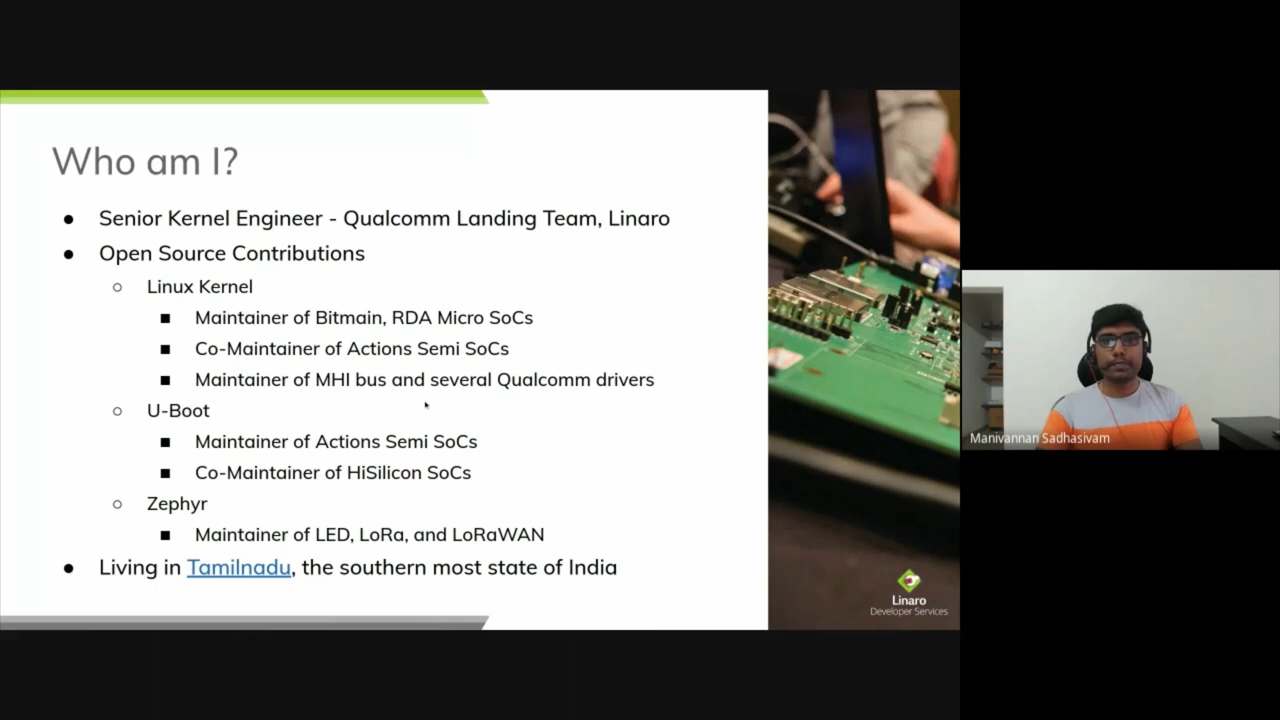 Who am I?
● Senior Kernel Engineer - Qualcomm Landing Team, Linaro
● Open Source Contributions
○ Linux Kernel
■ Maintainer of Bitmain, RDA Micro SoCs
■ Co-Maintainer of Actions Semi SoCs
■ Maintainer of MHI bus and several Qualcomm drivers
○ U-Boot
■ Maintainer of Actions Semi SoCs
■ Co-Maintainer of HiSilicon SoCs
○ Zephyr
■ Maintainer of LED, LoRa, and LoRaWAN
● Living in Tamilnadu, the southern most state of India
Linaro
Developer Services
Manivannan Sadhasivam